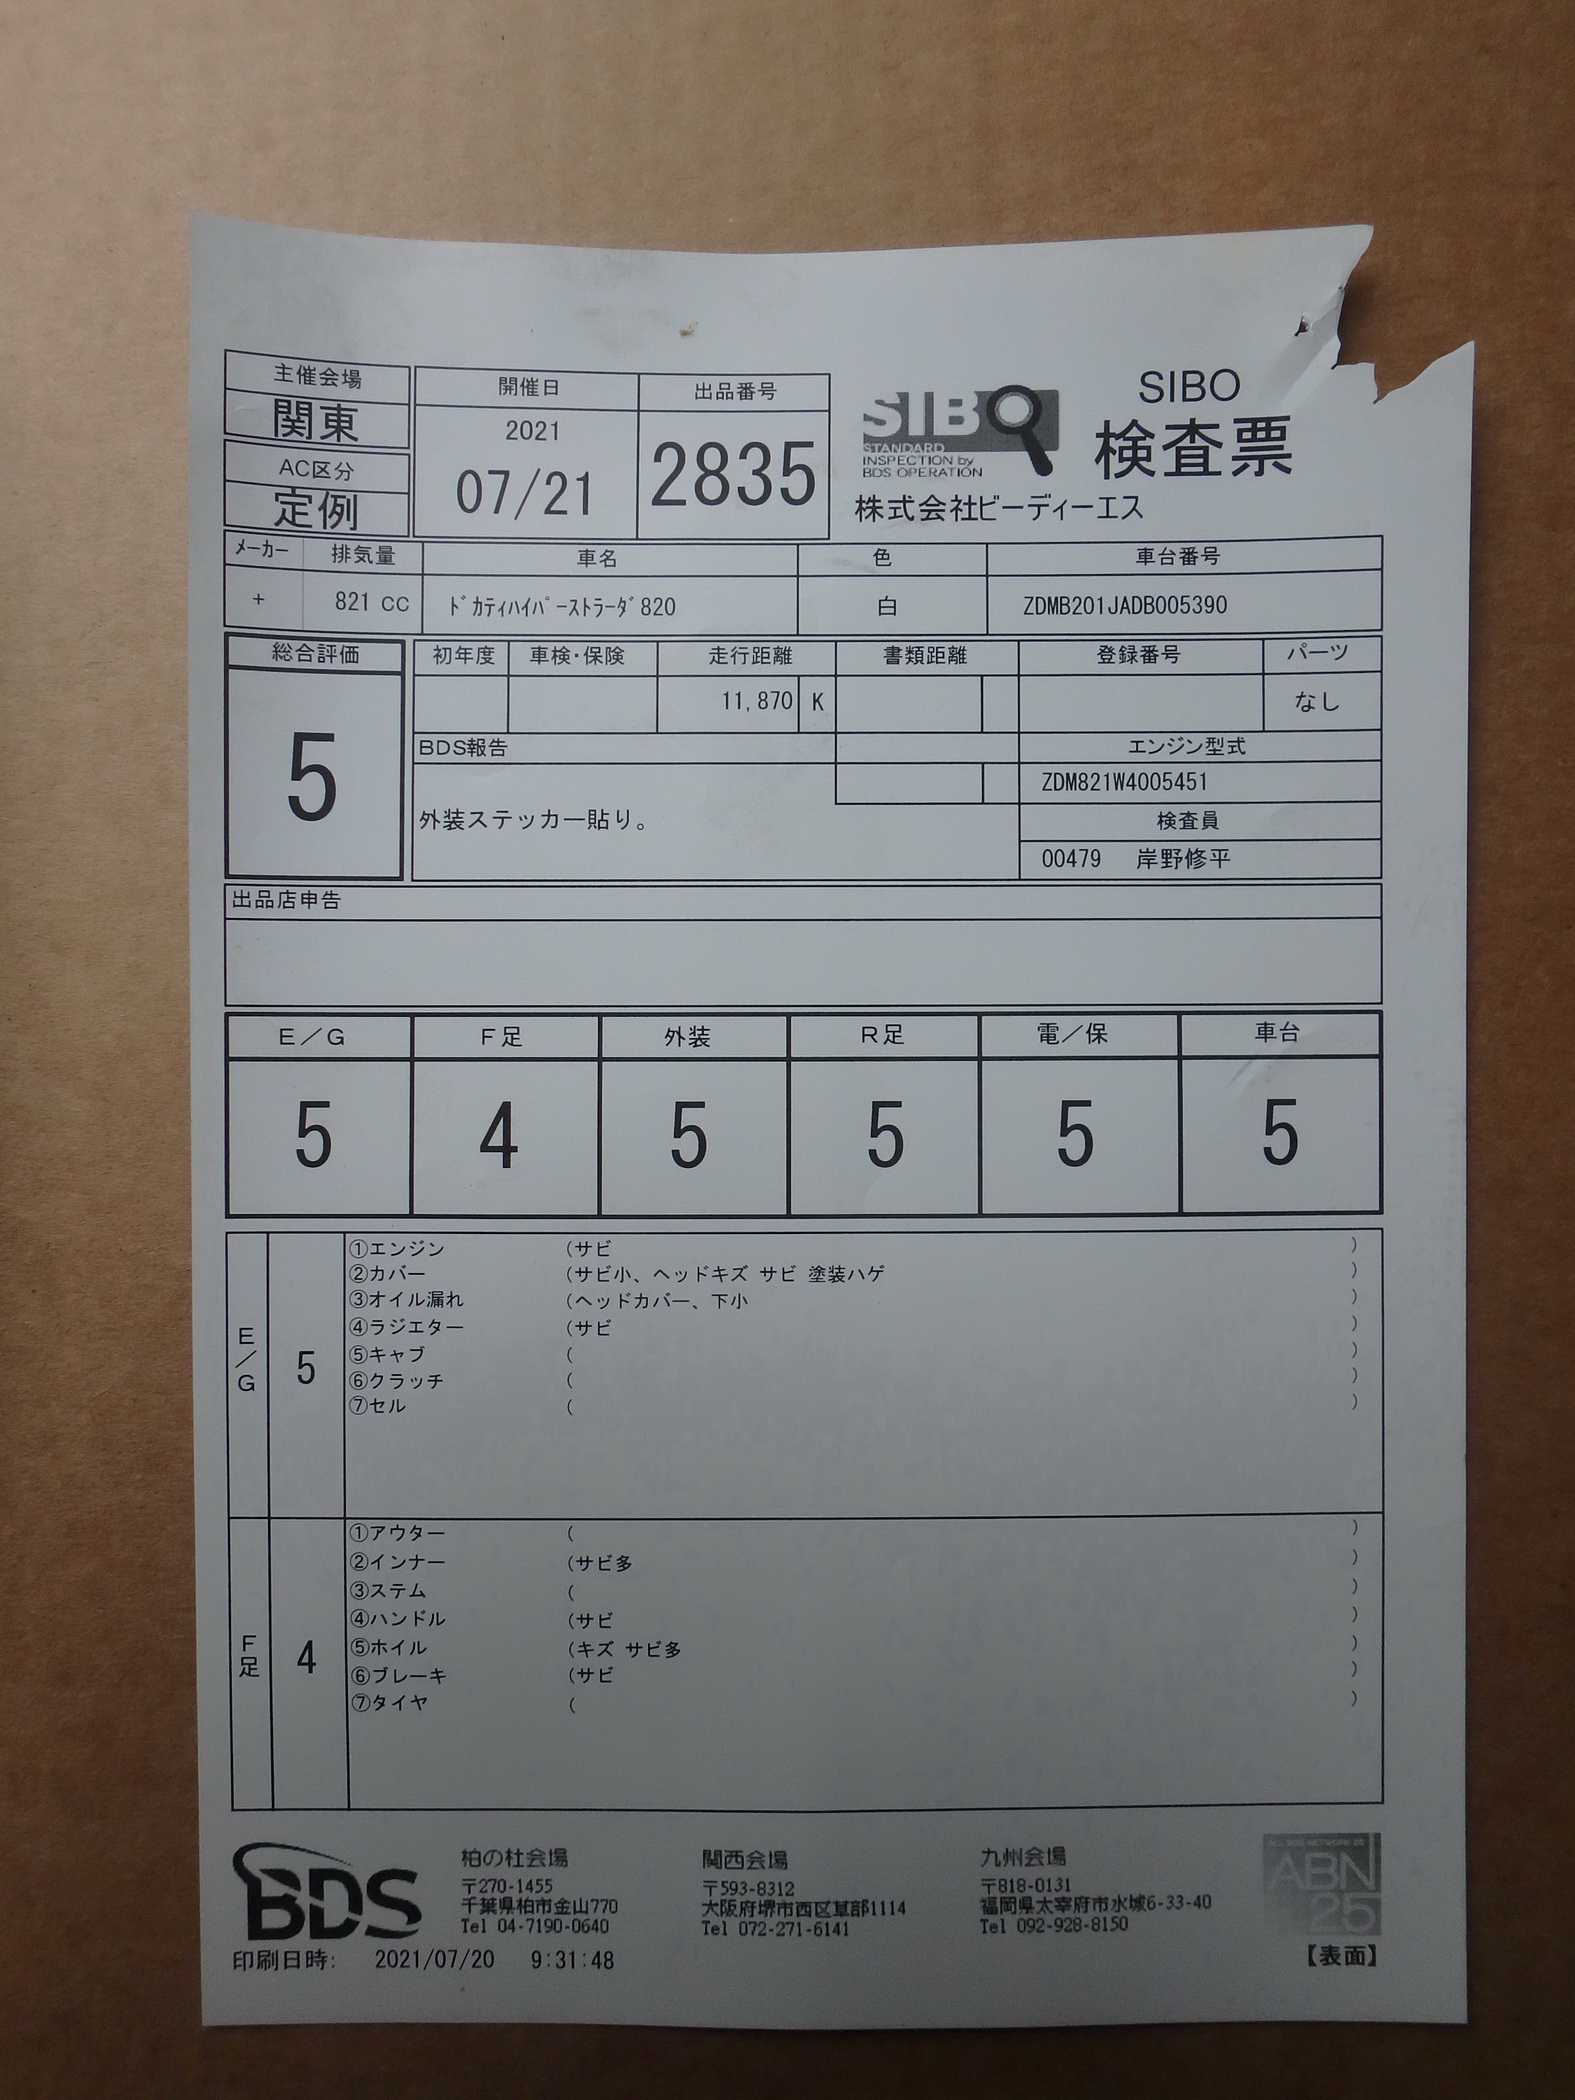 主催会場
関東
AC区分
定例
開催日
2021
07/21
出品番号
2835
SIBO
STANDARD
INSPECTION by
BDS OPERATION
SIBO
検査票
株式会社ビーディーエス
ﾒｰｶｰ 排気量 車名 色 車台番号
+ 821 CC ﾄﾞｶﾃｨﾊｲﾊﾟｰｽﾄﾗｰﾀﾞ820 白 ZDMB201JADB005390
総合評価
5
初年度 車検・保険 走行距離 書類距離 登録番号 パーツ
11,870 K なし
BDS報告 エンジン型式
ZDM821W4005451
外装ステッカー貼り。
検査員
00479 岸野修平
出品店申告
E／G F足 外装 R足 電／保 車台
5 4 5 5 5 5
E／G
5
①エンジン (サビ )
②カバー (サビ小、ヘッドキズ サビ 塗装ハゲ )
③オイル漏れ (ヘッドカバー、下小 )
④ラジエター (サビ )
⑤キャブ ( )
⑥クラッチ ( )
⑦セル ( )
F足
4
①アウター ( )
②インナー (サビ多 )
③ステム ( )
④ハンドル (サビ )
⑤ホイル (キズ サビ多 )
⑥ブレーキ (サビ )
⑦タイヤ ( )
BDS
柏の杜会場
〒270-1455
千葉県柏市金山770
Tel 04-7190-0640
関西会場
〒593-8312
大阪府堺市西区草部1114
Tel 072-271-6141
九州会場
〒818-0131
福岡県太宰府市水城6-33-40
Tel 092-928-8150
ABN
25
印刷日時: 2021/07/20 9:31:48
【表面】